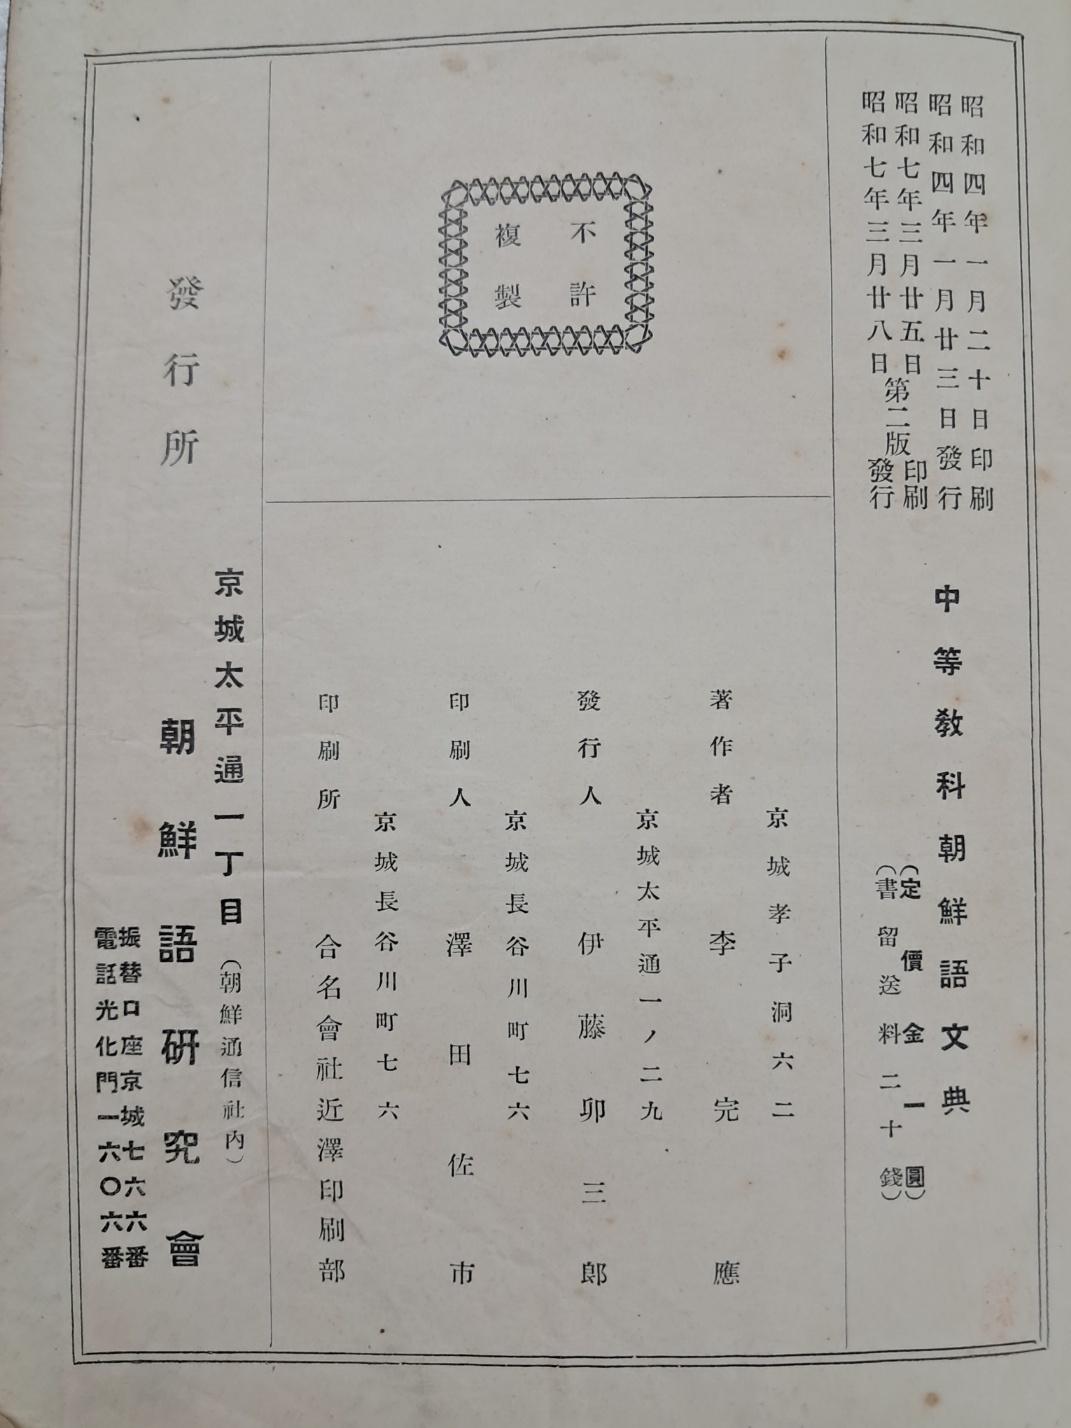 昭和四年一月二十日印刷
昭和四年一月廿三日發行
昭和七年三月廿五日
昭和七年三月廿八日
第二版
印刷
發行
中等敎科朝鮮語文典
(定價金一圓)
(書留送料二十錢)
不許
複製
京城孝子洞六二
著作者 李完應
京城太平通一ノ二九
發行人 伊藤卯三郞
京城長谷川町七六
印刷人 澤田佐市
京城長谷川町七六
印刷所 合名會社近澤印刷部
發行所
京城太平通一丁目(朝鮮通信社内)
朝鮮語研究會
振替口座京城七六六番
電話光化門一六〇六番